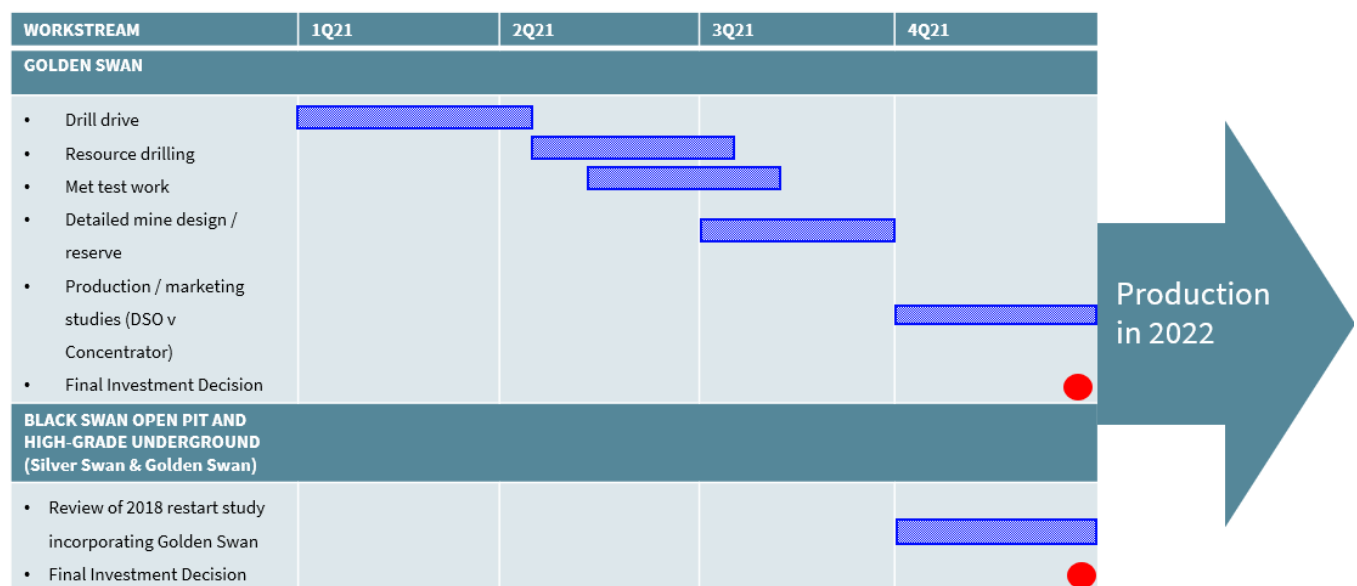 WORKSTREAM 1Q21 2Q21 3Q21 4Q21
GOLDEN SWAN
• Drill drive
• Resource drilling
• Met test work
• Detailed mine design /
reserve
• Production / marketing
studies (DSO v
Concentrator)
• Final Investment Decision
Production
in 2022
BLACK SWAN OPEN PIT AND
HIGH-GRADE UNDERGROUND
(Silver Swan & Golden Swan)
• Review of 2018 restart study
incorporating Golden Swan
• Final Investment Decision